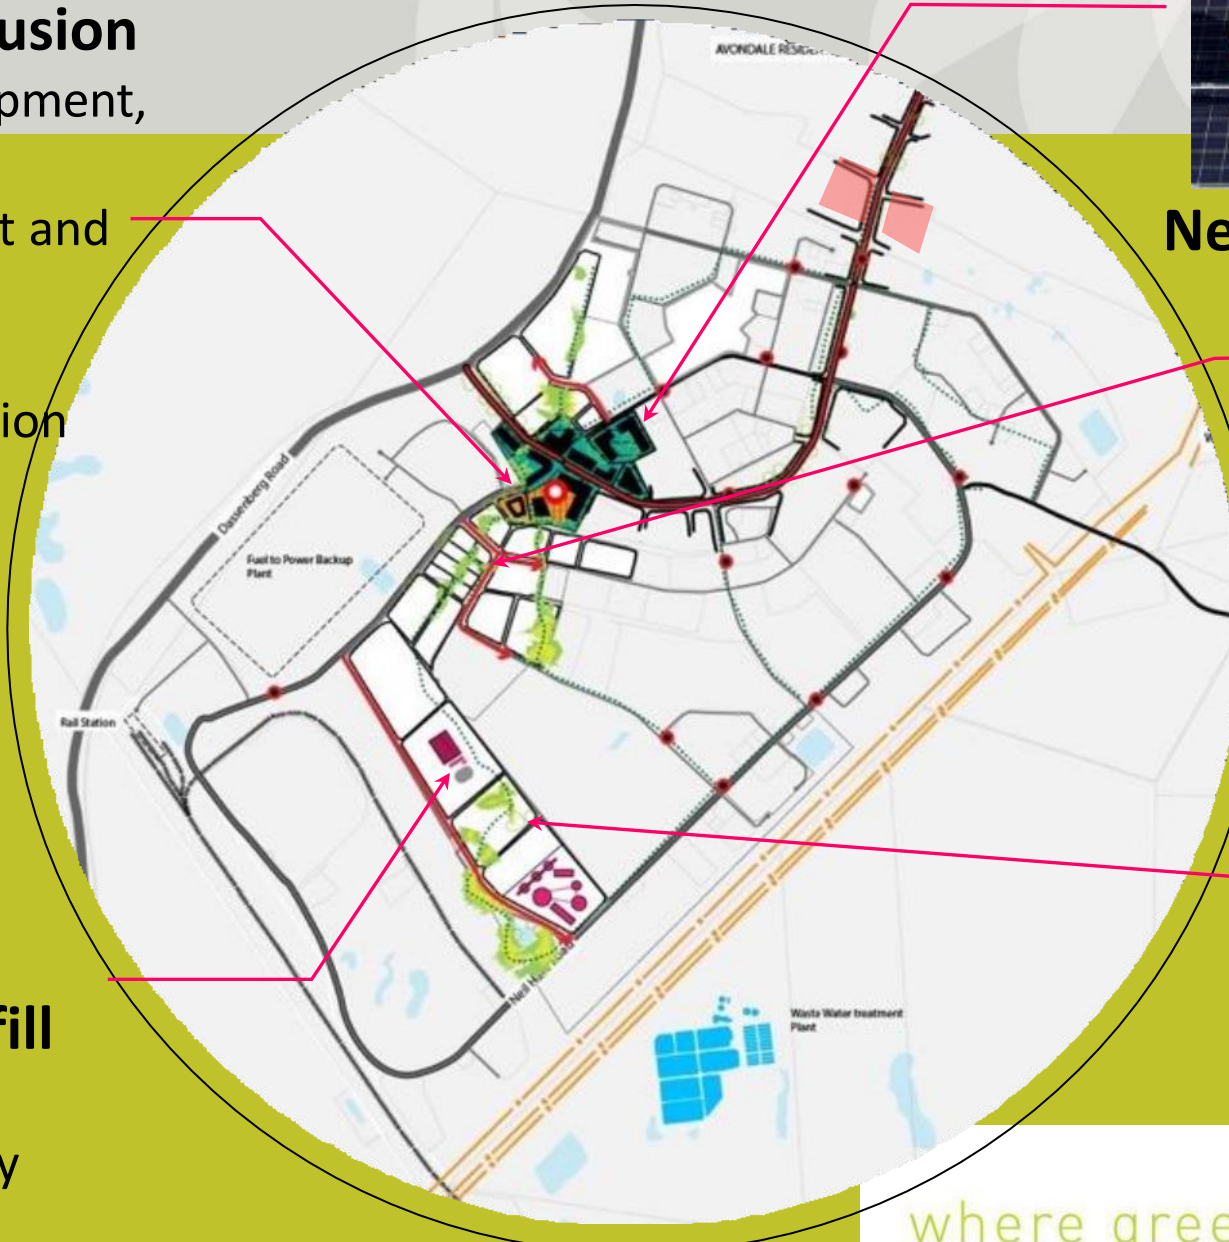 usion
pment,
t and
ion
fill
y
Ne
AVONDALE
Dassenberg Road
Fuel to Power Backup
Plant
Rail Station
Neil
Waste Water treatment
Plant
where gree